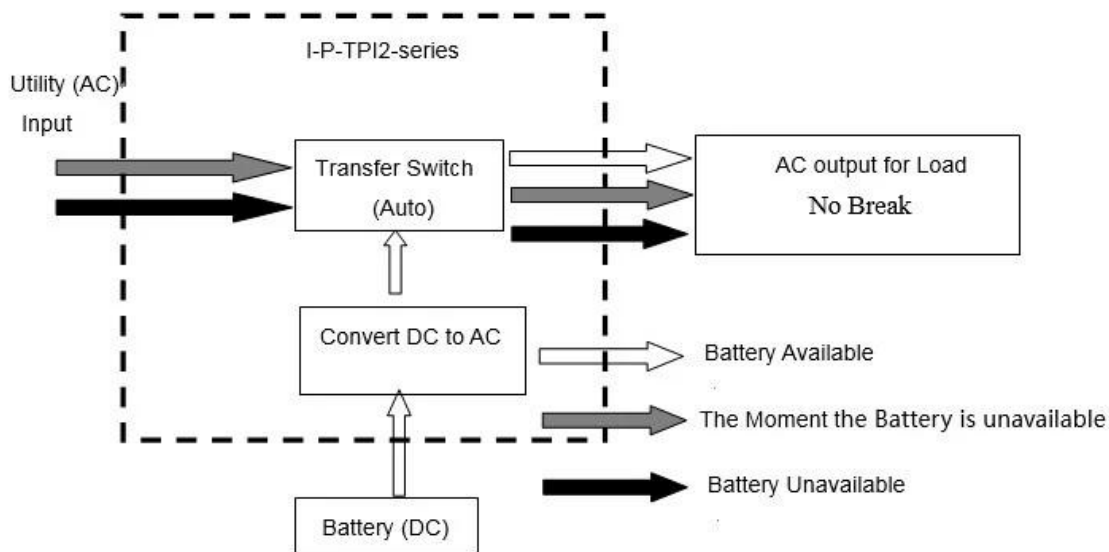 I-P-TPI2-series
Utility (AC)
Input
Transfer Switch
(Auto)
AC output for Load
No Break
Convert DC to AC
Battery Available
The Moment the Battery is unavailable
Battery Unavailable
Battery (DC)